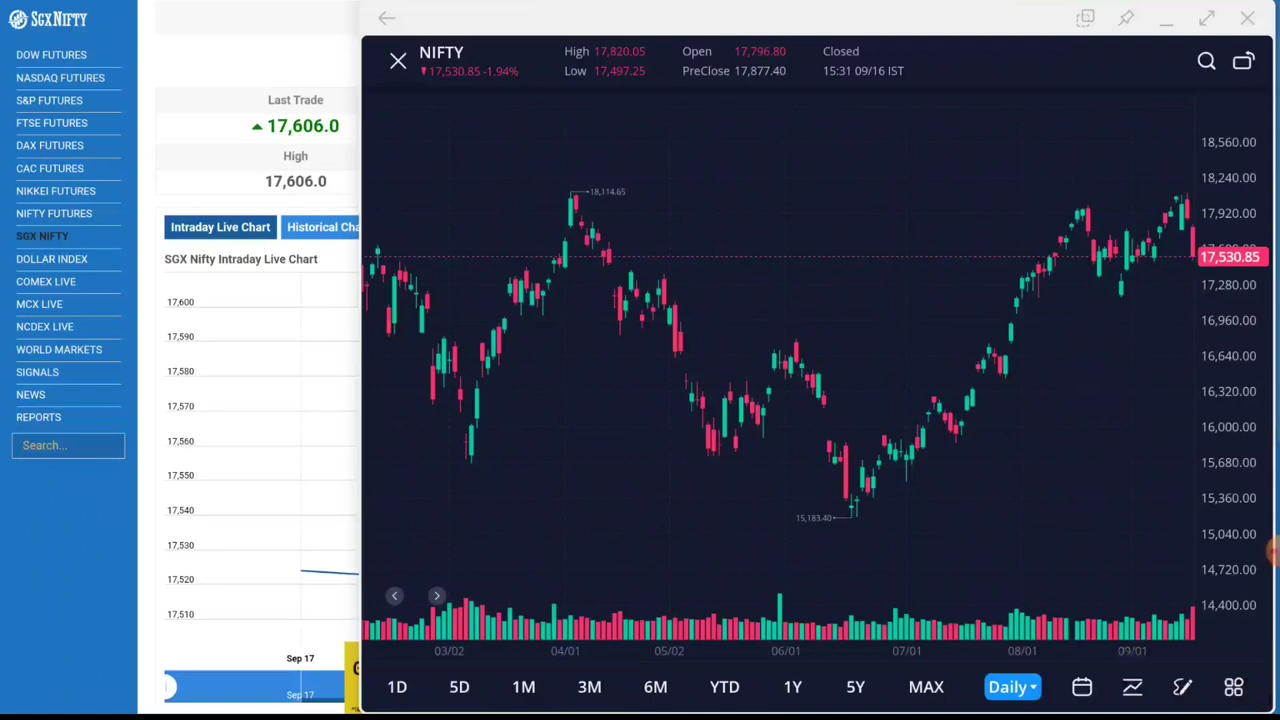 SGXNIFTY
DOW FUTURES
NASDAQ FUTURES
S&P FUTURES
FTSE FUTURES
DAX FUTURES
CAC FUTURES
NIKKEI FUTURES
NIFTY FUTURES
SGX NIFTY
DOLLAR INDEX
COMEX LIVE
MCX LIVE
NCDEX LIVE
WORLD MARKETS
SIGNALS
NEWS
REPORTS
Search...
Last Trade
17,606.0
High
17,606.0
Intraday Live Chart
Historical Cha
SGX Nifty Intraday Live Chart
17,600
17,590
17,580
17,570
17,560
17,550
17,540
17,530
17,520
17,510
Sep 17
Sep 17
NIFTY
17,530.85 -1.94%
High 17,820.05
Low 17,497.25
Open 17,796.80
PreClose 17,877.40
Closed
15:31 09/16 IST
18,114.65
15,183.40
18,560.00
18,240.00
17,920.00
17,530.85
17,280.00
16,960.00
16,640.00
16,320.00
16,000.00
15,680.00
15,360.00
15,040.00
14,720.00
14,400.00
03/02 04/01 05/02 06/01 07/01 08/01 09/01
1D 5D 1M 3M 6M YTD 1Y 5Y MAX Daily